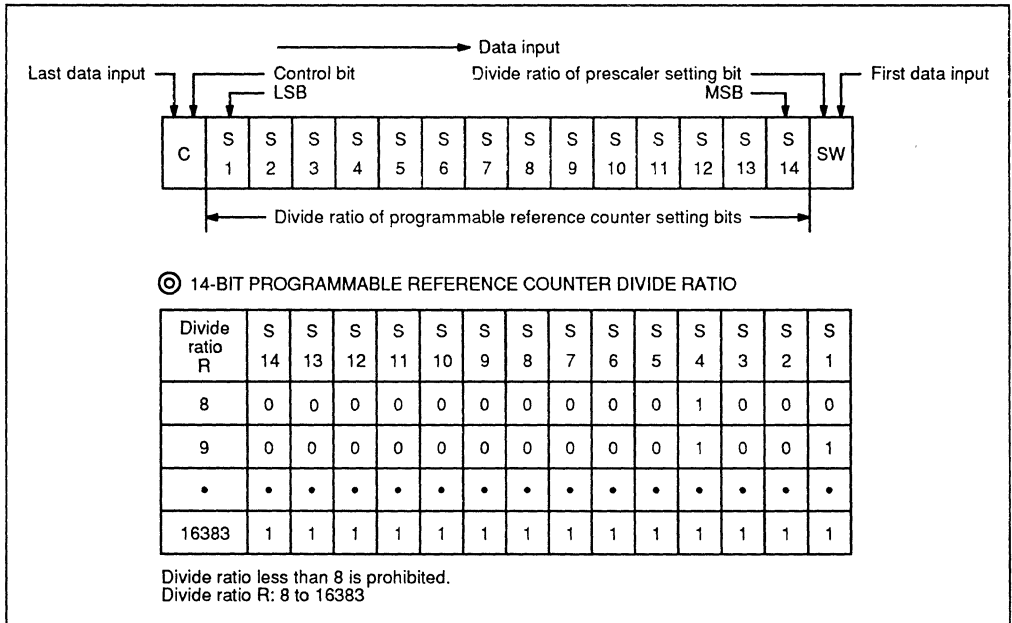 Data input
Last data input Control bit Divide ratio of prescaler setting bit First data input
LSB MSB
C S 1 S 2 S 3 S 4 S 5 S 6 S 7 S 8 S 9 S 10 S 11 S 12 S 13 S 14 SW
Divide ratio of programmable reference counter setting bits
◎ 14-BIT PROGRAMMABLE REFERENCE COUNTER DIVIDE RATIO
Divide ratio R S 14 S 13 S 12 S 11 S 10 S 9 S 8 S 7 S 6 S 5 S 4 S 3 S 2 S 1
8 0 0 0 0 0 0 0 0 0 0 1 0 0 0
9 0 0 0 0 0 0 0 0 0 0 1 0 0 1
• • • • • • • • • • • • • • •
16383 1 1 1 1 1 1 1 1 1 1 1 1 1 1
Divide ratio less than 8 is prohibited.
Divide ratio R: 8 to 16383